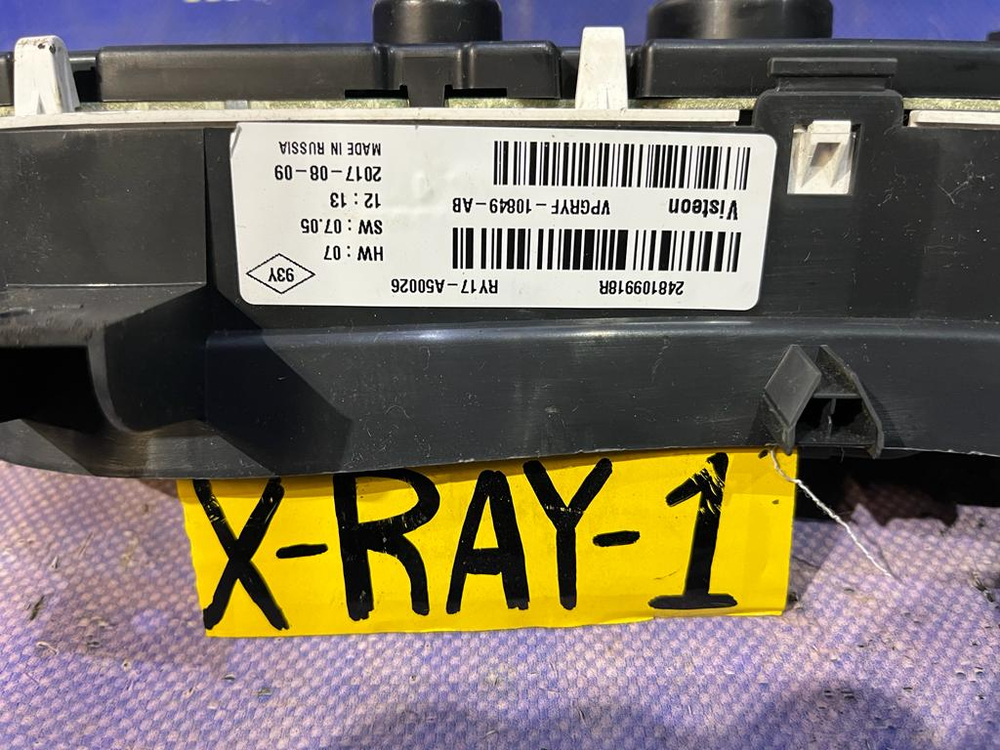 248109918R RY17-A50026 93Y
HW: 07
SW: 07.05
Visteon VPGRYF-10849-AB 12:13
2017-08-09
MADE IN RUSSIA
X-RAY-1